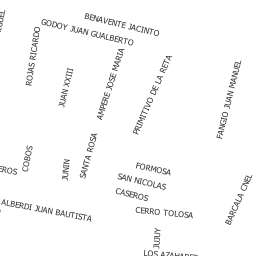 BENAVENTE JACINTO
GODOY JUAN GUALBERTO
ROJAS RICARDO
JUAN XXIII
AMPERE JOSE MARIA
PRIMITIVO DE LA RETA
FANGIO JUAN MANUEL
COBOS
JUNIN
SANTA ROSA
FORMOSA
SAN NICOLAS
CASEROS
CERRO TOLOSA
BARCALA CNEL
ALBERDI JUAN BAUTISTA
JUJUY
LOS AZAHARES